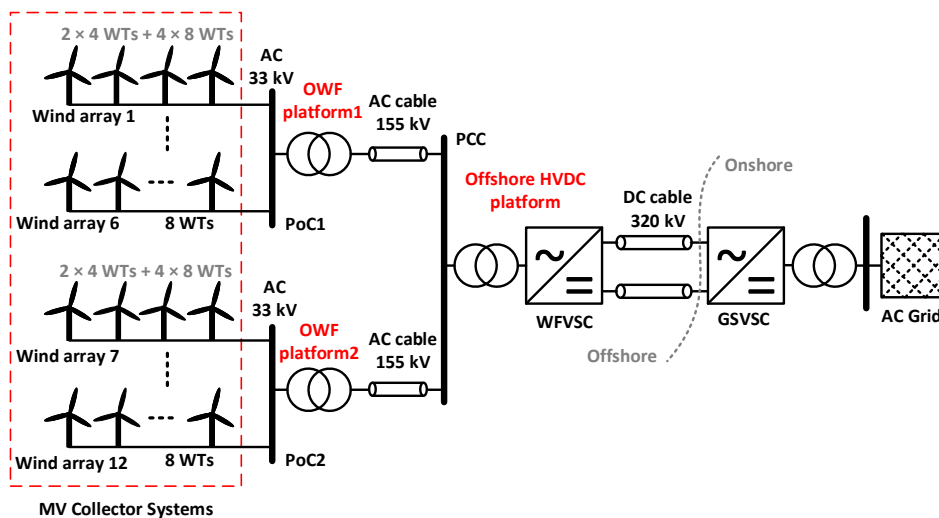 2 × 4 WTs + 4 × 8 WTs
AC
33 kV
OWF
platform1
AC cable
155 kV
Wind array 1
PCC
Onshore
Offshore HVDC
platform
DC cable
320 kV
Wind array 6
8 WTs
PoC1
2 × 4 WTs + 4 × 8 WTs
AC
33 kV
OWF
platform2
AC cable
155 kV
WFVSC
GSVSC
AC Grid
Wind array 7
Offshore
Wind array 12
8 WTs
PoC2
MV Collector Systems